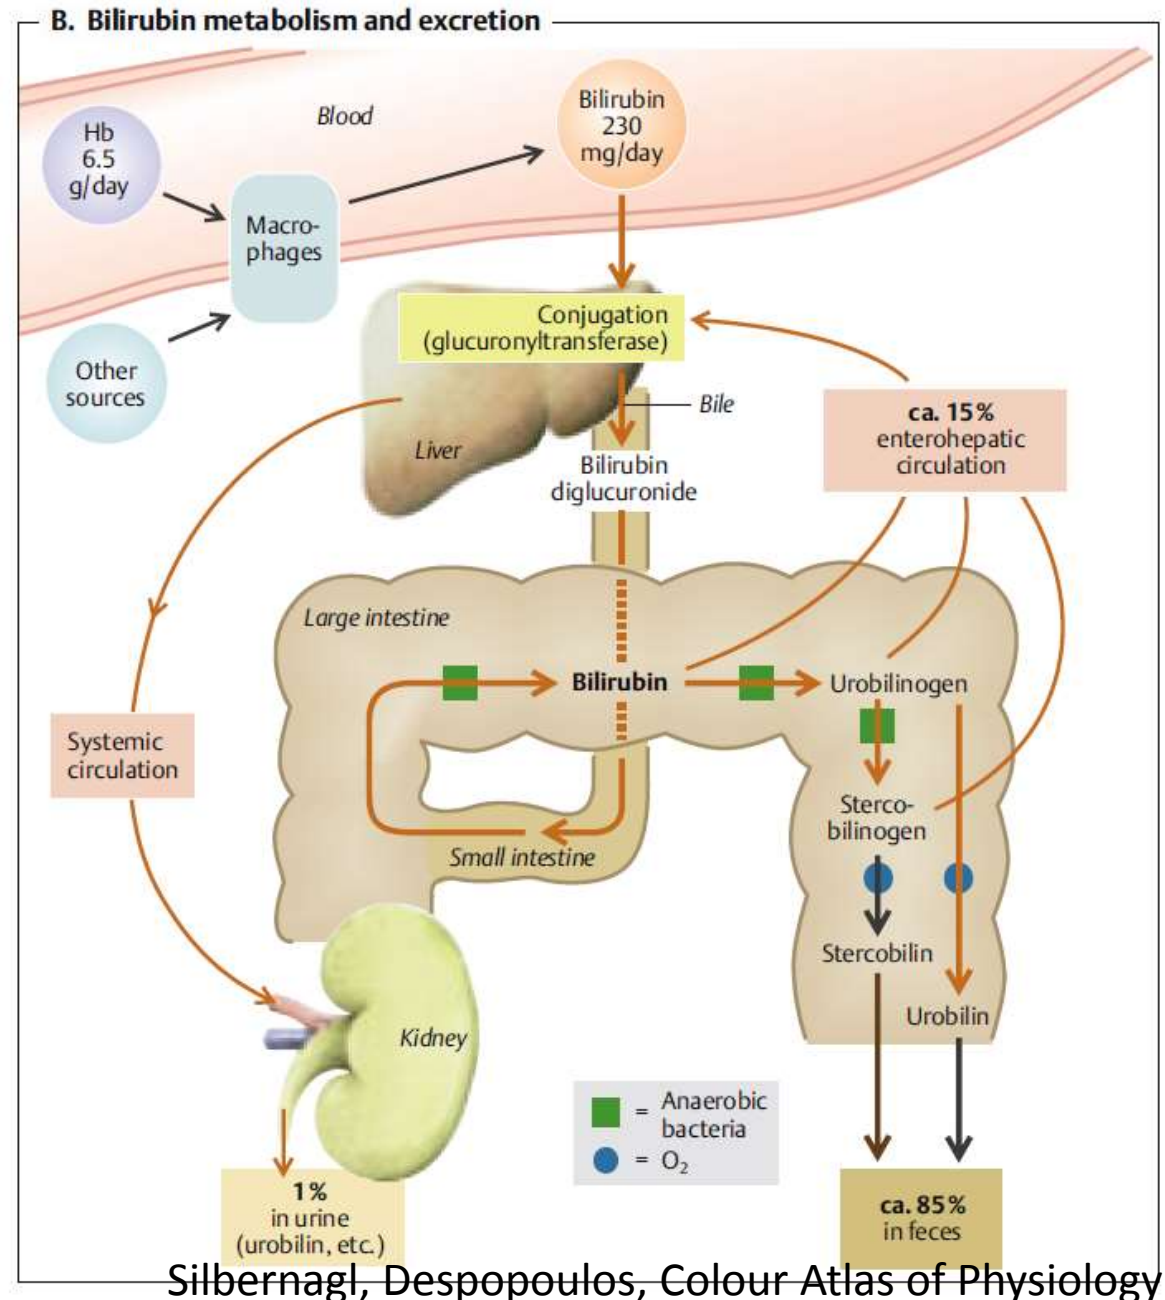 B. Bilirubin metabolism and excretion
Blood
Hb
6.5
g/day
Bilirubin
230
mg/day
Macro-
phages
Other
sources
Conjugation
(glucuronyltransferase)
Bile
Liver
Bilirubin
diglucuronide
ca. 15%
enterohepatic
circulation
Large intestine
Bilirubin
Urobilinogen
Systemic
circulation
Sterco-
bilinogen
Small intestine
Stercobilin
Urobilin
Kidney
= Anaerobic
bacteria
= O₂
1%
in urine
(urobilin, etc.)
ca. 85%
in feces
Silbernagl, Despopoulos, Colour Atlas of Physiology